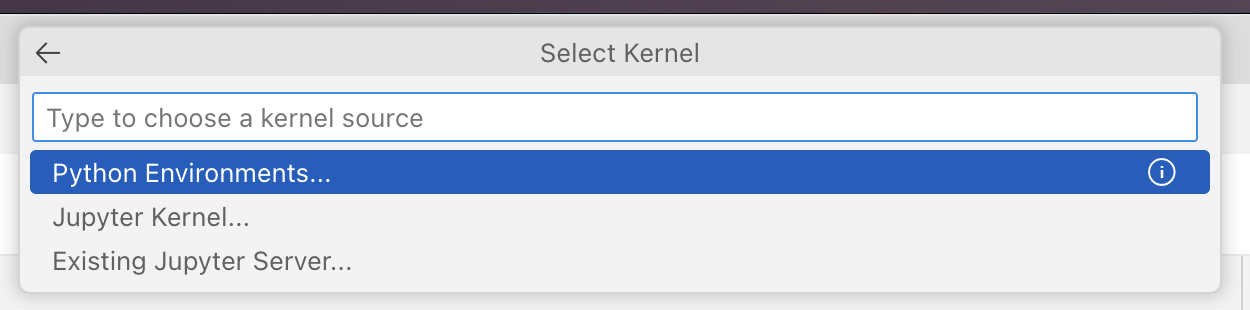 Select Kernel
Type to choose a kernel source
Python Environments...
Jupyter Kernel...
Existing Jupyter Server...